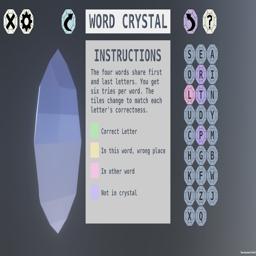 WORD CRYSTAL
?
INSTRUCTIONS
The four words share first
and last letters. You get
six tries per word. The
tiles change to match each
letter's correctness.
Correct Letter
In this word, wrong place
In other word
Not in crystal
S E A
O R I
L T N
U D Y
C P M
H G B
K F W
V Z J
X Q